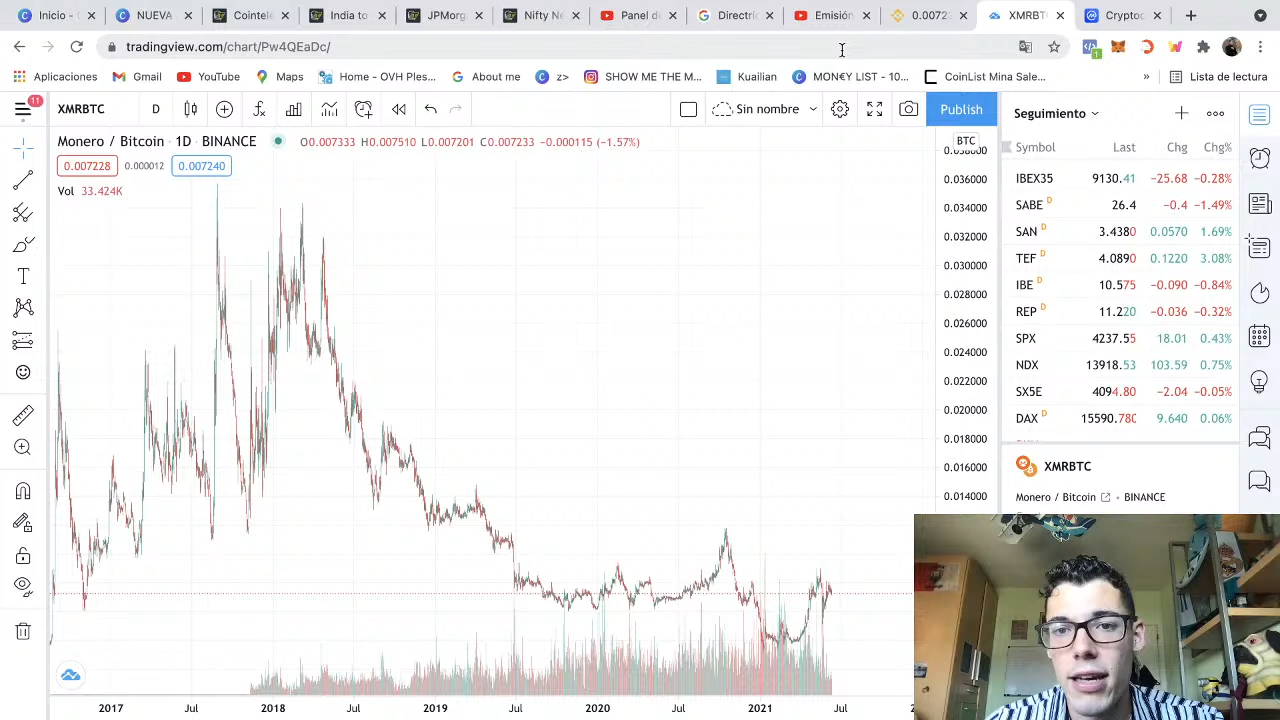 Inicio - C
NUEVA
Cointele
India to
JPMorg
Nifty Ne
Panel de
Directric
Emisión
0.0072
XMRBT
Cryptoc
tradingview.com/chart/Pw4QEaDc/
Aplicaciones
Gmail
YouTube
Maps
Home - OVH Ples...
About me
z>
SHOW ME THE M...
Kuailian
MON€Y LIST - 10...
CoinList Mina Sale...
»
Lista de lectura
11
XMRBTC
D
Sin nombre
Publish
Seguimiento
Monero / Bitcoin · 1D · BINANCE
O0.007333 H0.007510 L0.007201 C0.007233 −0.000115 (−1.57%)
0.007228 0.000012 0.007240
Vol 33.424K
BTC
0.038000
0.036000
0.034000
0.032000
0.030000
0.028000
0.026000
0.024000
0.022000
0.020000
0.018000
0.016000
0.014000
2017 Jul 2018 Jul 2019 Jul 2020 Jul 2021 Jul
Symbol Last Chg Chg%
IBEX35 9130.41 −25.68 −0.28%
SABE D 26.4 −0.4 −1.49%
SAN D 3.4380 0.0570 1.69%
TEF D 4.0890 0.1220 3.08%
IBE D 10.575 −0.090 −0.84%
REP D 11.220 −0.036 −0.32%
SPX 4237.55 18.01 0.43%
NDX 13918.53 103.59 0.75%
SX5E 4094.80 −2.04 −0.05%
DAX D 15590.780 9.640 0.06%
XMRBTC
Monero / Bitcoin • BINANCE